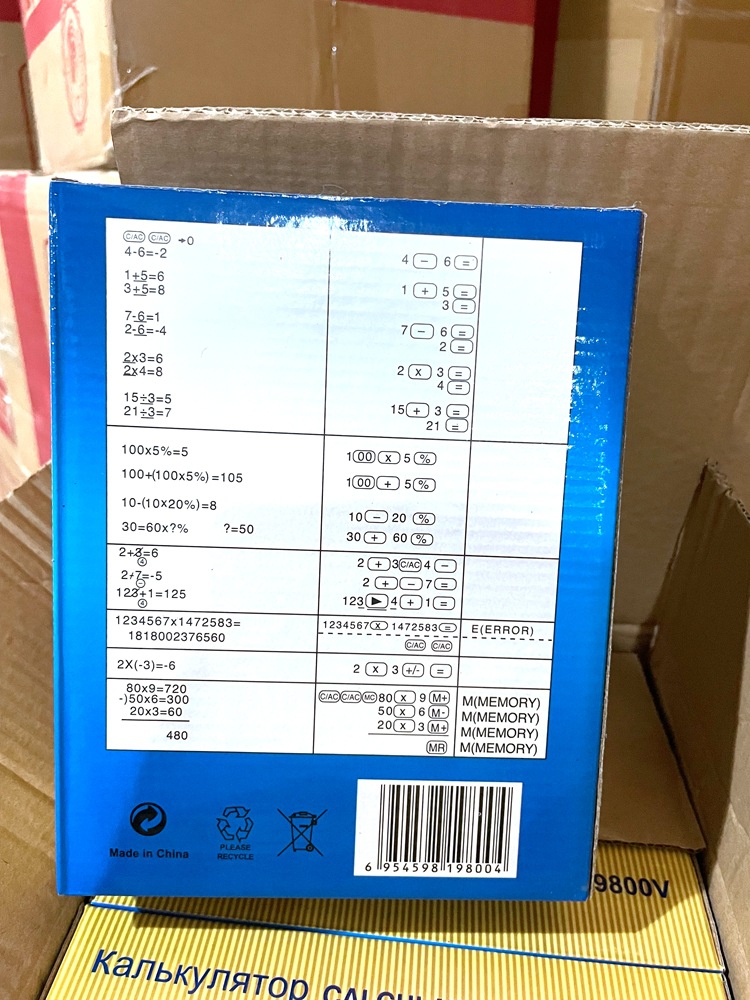 C/AC C/AC →0
4-6=-2
4 − 6 =
1+5=6
1 + 5 =
3+5=8
3 =
7-6=1
7 − 6 =
2-6=-4
2 =
2x3=6
2 x 3 =
2x4=8
4 =
15÷3=5
15 + 3 =
21÷3=7
21 =
100x5%=5
1 00 x 5 %
100+(100x5%)=105
1 00 + 5 %
10-(10x20%)=8
10 − 20 %
30=60x?% ?=50
30 + 60 %
2+3=6
④
2 + 3 C/AC 4 −
2+7=-5
−
2 + − 7 =
123+1=125
④
123 ▶ 4 + 1 =
1234567x1472583=
1818002376560
1234567 x 1472583 =
E(ERROR)
C/AC C/AC
2X(-3)=-6
2 x 3 +/- =
80x9=720
C/AC C/AC MC 80 x 9 M+
M(MEMORY)
-)50x6=300
50 x 6 M-
M(MEMORY)
20x3=60
20 x 3 M+
M(MEMORY)
480
MR
M(MEMORY)
Made in China
PLEASE
RECYCLE
6 954598 198004
9800V
Калькулятор